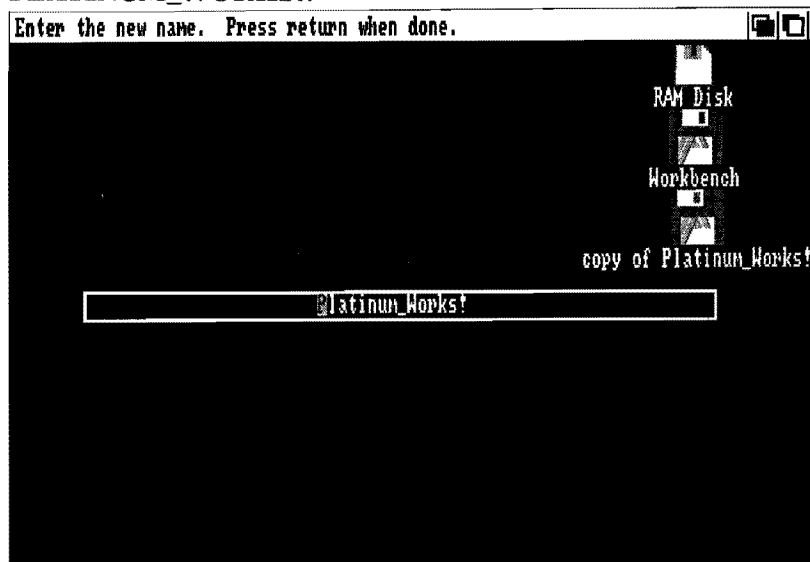 Enter the new name. Press return when done.
RAM Disk
Workbench
copy of Platinum_Works!
Platinum_Works!